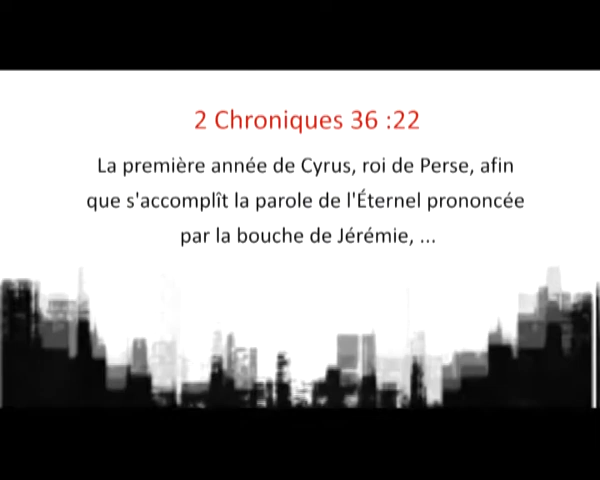 2 Chroniques 36 :22
La première année de Cyrus, roi de Perse, afin
que s'accomplît la parole de l'Éternel prononcée
par la bouche de Jérémie, ...